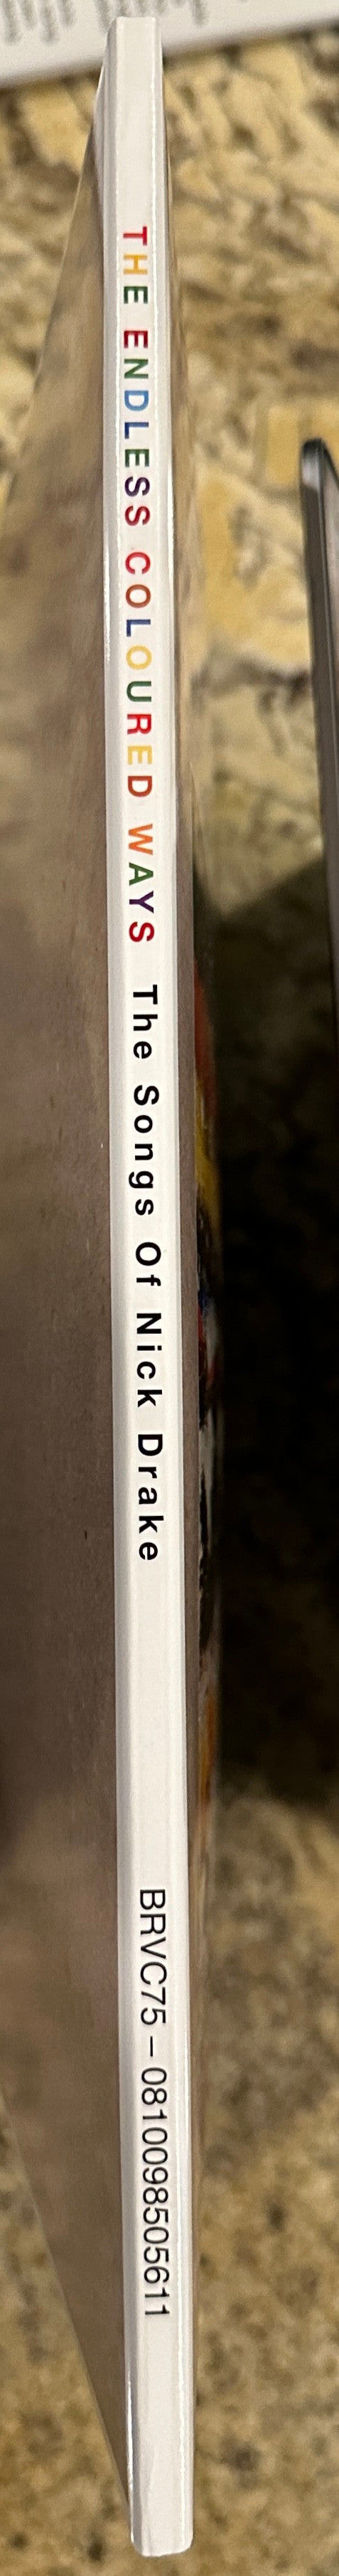 THE ENDLESS COLOURED WAYS The Songs Of Nick Drake BRVC75 – 0810098505611